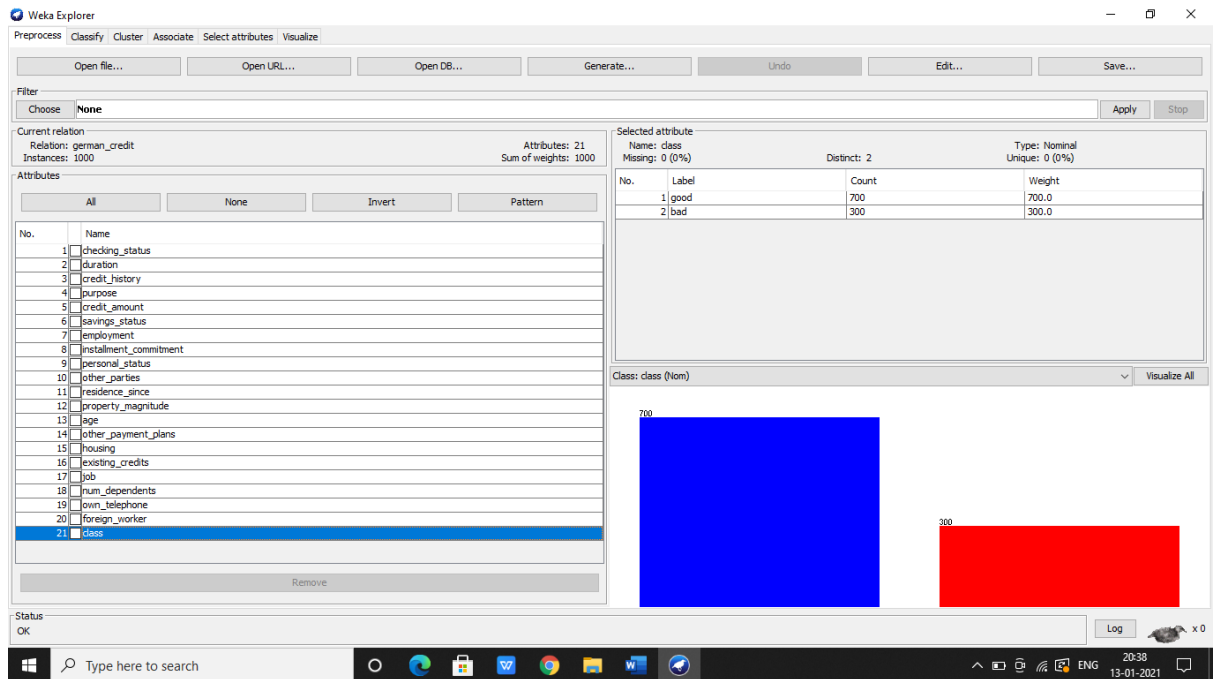 Weka Explorer
Preprocess Classify Cluster Associate Select attributes Visualize
Open file... Open URL... Open DB... Generate... Undo Edit... Save...
Filter
Choose None Apply Stop
Current relation
Relation: german_credit Attributes: 21
Instances: 1000 Sum of weights: 1000
Attributes
All None Invert Pattern
No. Name
1 checking_status
2 duration
3 credit_history
4 purpose
5 credit_amount
6 savings_status
7 employment
8 installment_commitment
9 personal_status
10 other_parties
11 residence_since
12 property_magnitude
13 age
14 other_payment_plans
15 housing
16 existing_credits
17 job
18 num_dependents
19 own_telephone
20 foreign_worker
21 class
Remove
Selected attribute
Name: class Type: Nominal
Missing: 0 (0%) Distinct: 2 Unique: 0 (0%)
No. Label Count Weight
1 good 700 700.0
2 bad 300 300.0
Class: class (Nom) Visualize All
700
300
Status
OK Log x 0
Type here to search W W ENG 20:38
13-01-2021